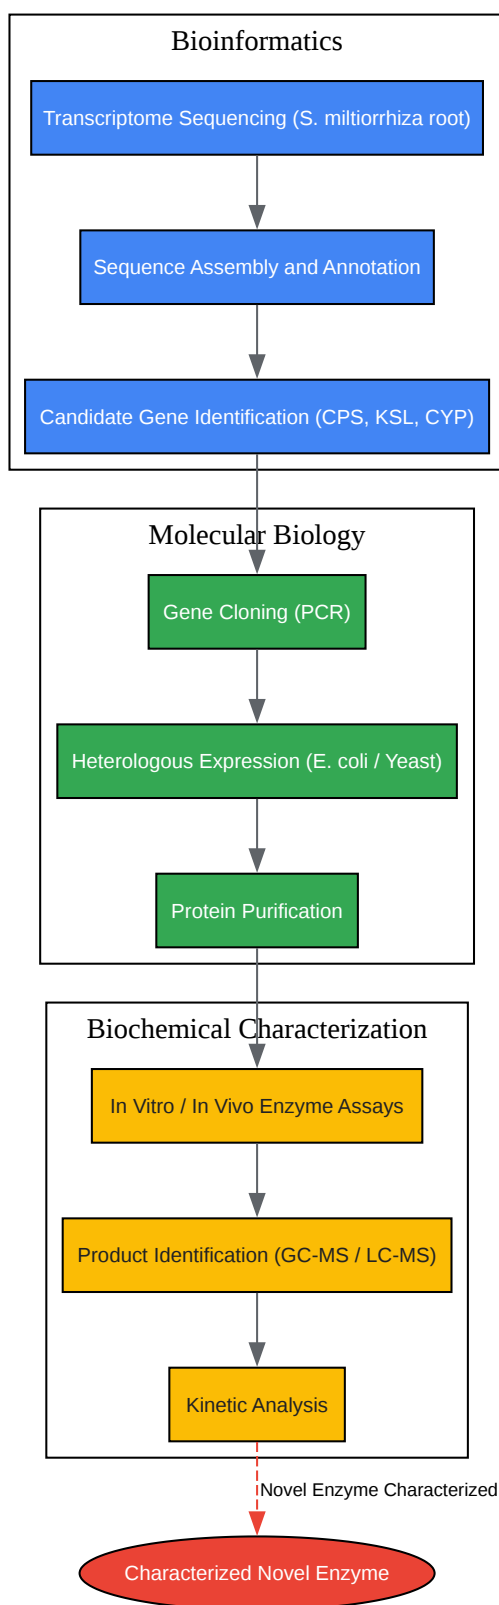 Bioinformatics
Transcriptome Sequencing (S. miltiorrhiza root)
Sequence Assembly and Annotation
Candidate Gene Identification (CPS, KSL, CYP)
Molecular Biology
Gene Cloning (PCR)
Heterologous Expression (E. coli / Yeast)
Protein Purification
Biochemical Characterization
In Vitro / In Vivo Enzyme Assays
Product Identification (GC-MS / LC-MS)
Kinetic Analysis
Novel Enzyme Characterized
Characterized Novel Enzyme